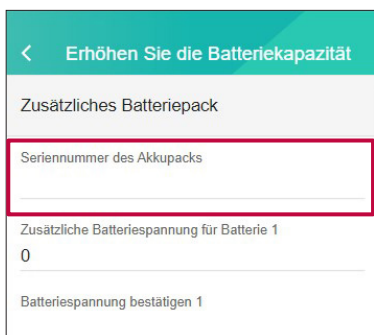 Erhöhen Sie die Batteriekapazität
Zusätzliches Batteriepack
Seriennummer des Akkupacks
Zusätzliche Batteriespannung für Batterie 1
0
Batteriespannung bestätigen 1